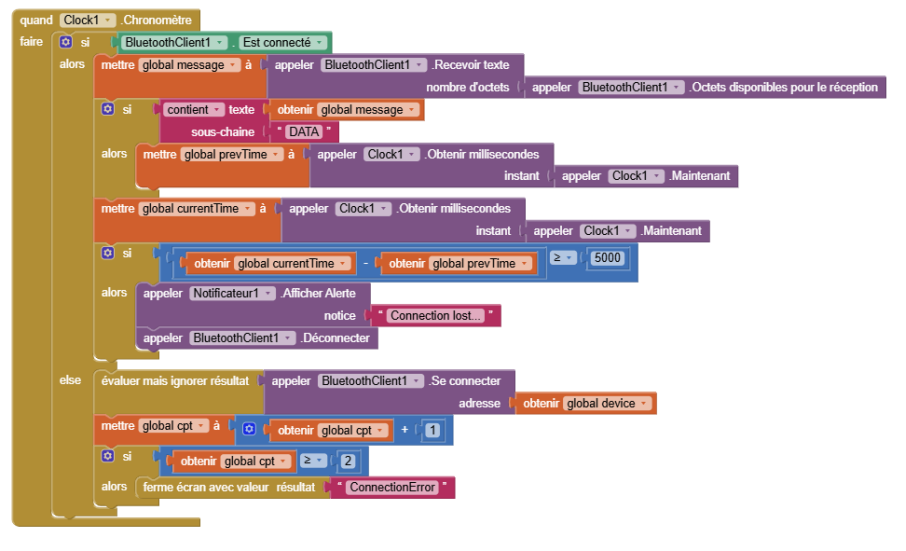 quand Clock1 .Chronomètre
faire si BluetoothClient1 . Est connecté
alors mettre global message à appeler BluetoothClient1 .Recevoir texte
nombre d'octets appeler BluetoothClient1 .Octets disponibles pour le réception
si contient texte obtenir global message
sous-chaine " DATA "
alors mettre global prevTime à appeler Clock1 .Obtenir millisecondes
instant appeler Clock1 .Maintenant
mettre global currentTime à appeler Clock1 .Obtenir millisecondes
instant appeler Clock1 .Maintenant
si obtenir global currentTime - obtenir global prevTime ≥ 5000
alors appeler Notificateur1 .Afficher Alerte
notice " Connection lost... "
appeler BluetoothClient1 .Déconnecter
else évaluer mais ignorer résultat appeler BluetoothClient1 .Se connecter
adresse obtenir global device
mettre global cpt à obtenir global cpt + 1
si obtenir global cpt ≥ 2
alors ferme écran avec valeur résultat " ConnectionError "